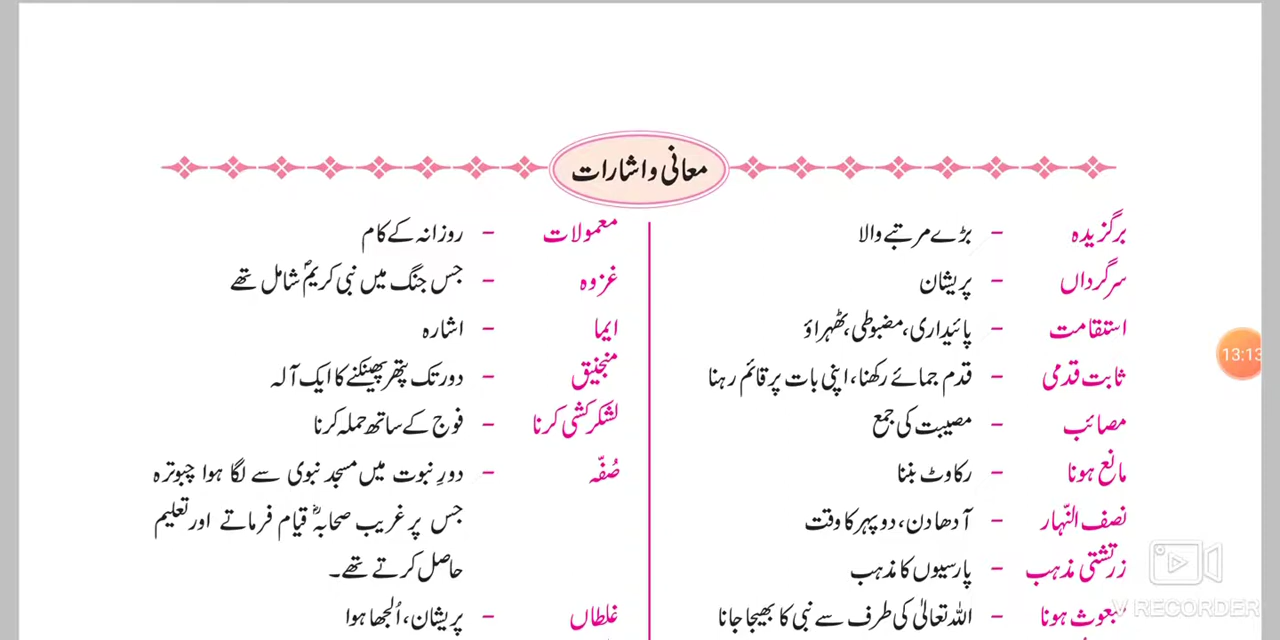 معانی و اشارات
برگزیدہ - بڑے مرتبے والا
سرگرداں - پریشان
استقامت - پائیداری، مضبوطی، ٹھہراؤ
ثابت قدمی - قدم جمائے رکھنا، اپنی بات پر قائم رہنا
مصائب - مصیبت کی جمع
مانع ہونا - رکاوٹ بننا
نصف النّہار - آدھا دن، دوپہر کا وقت
زرتشتی مذہب - پارسیوں کا مذہب
مبعوث ہونا - اللہ تعالیٰ کی طرف سے نبی کا بھیجا جانا
معمولات - روزانہ کے کام
غزوہ - جس جنگ میں نبی کریمؐ شامل تھے
ایما - اشارہ
منجنیق - دور تک پتھر پھینکنے کا ایک آلہ
لشکر کشی کرنا - فوج کے ساتھ حملہ کرنا
صُفّہ - دورِ نبوت میں مسجد نبوی سے لگا ہوا چبوترہ
جس پر غریب صحابہؓ قیام فرماتے اور تعلیم
حاصل کرتے تھے۔
غلطاں - پریشان، اُلجھا ہوا
13:13
V RECORDER